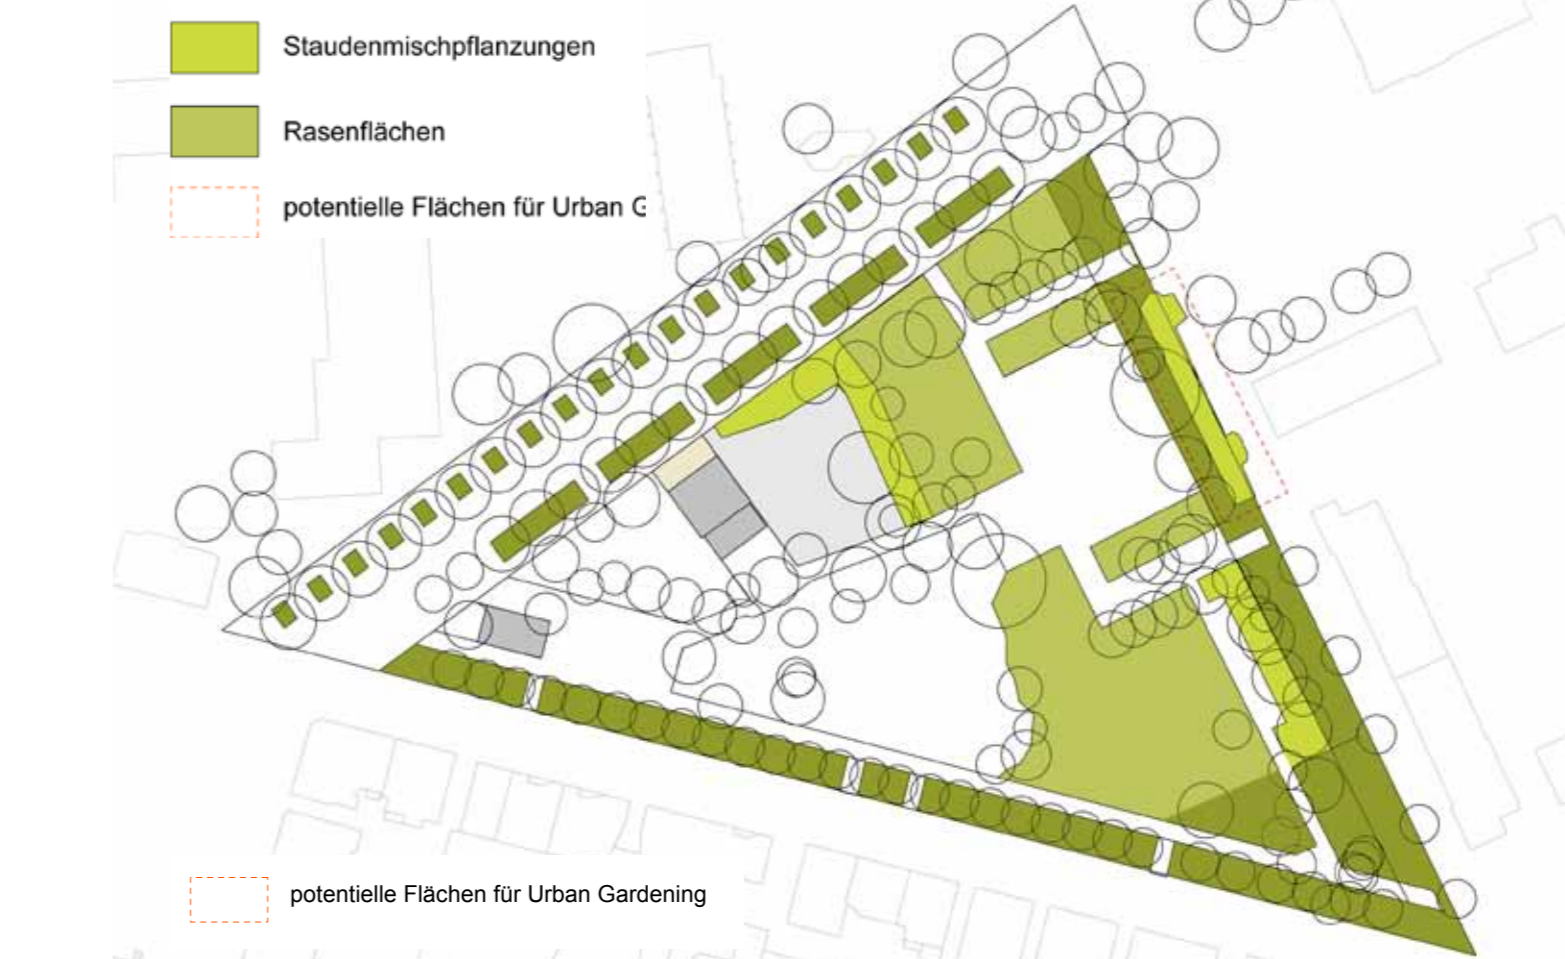 Staudenmischpflanzungen
Rasenflächen
potentielle Flächen für Urban G
potentielle Flächen für Urban Gardening